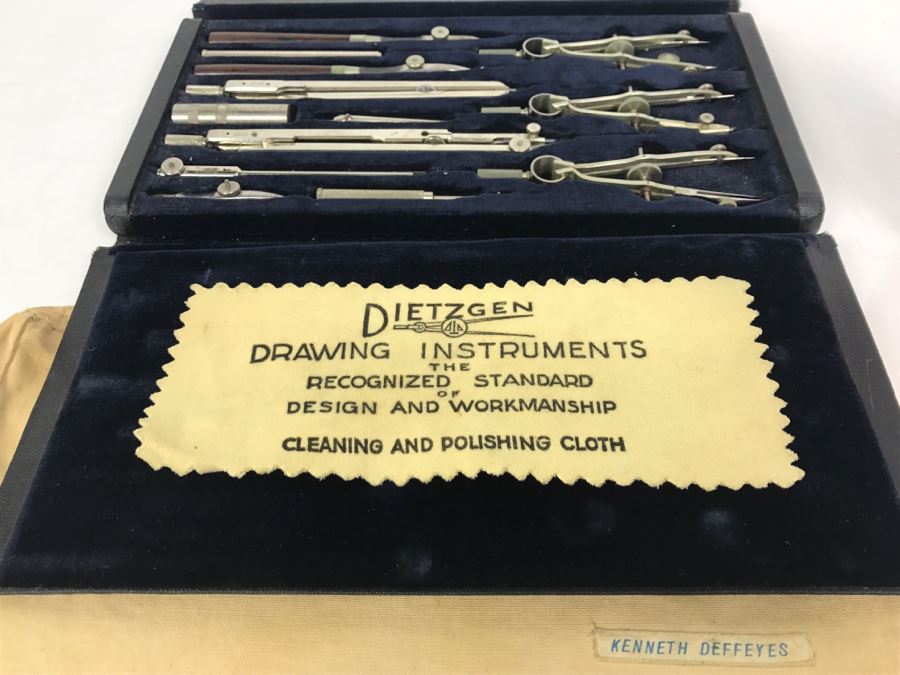 DIETZGEN
DRAWING INSTRUMENTS
THE
RECOGNIZED STANDARD
OF
DESIGN AND WORKMANSHIP
CLEANING AND POLISHING CLOTH
KENNETH DEFFEYES